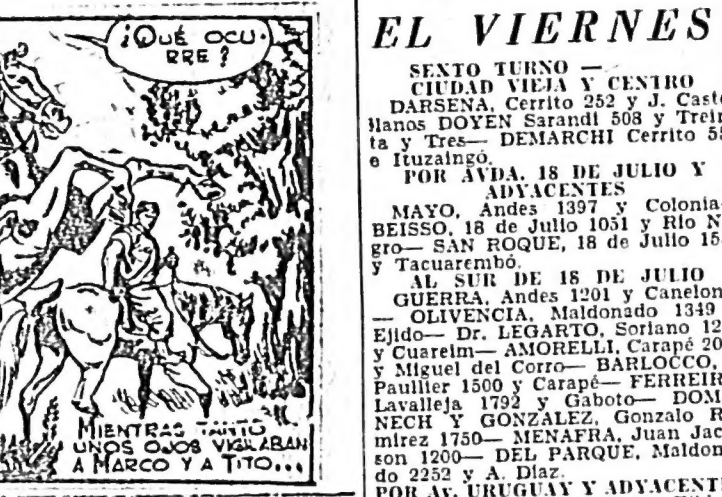 ¿QUÉ OCU-
RRE?
MIENTRAS TANTO
UNOS OJOS VIGILABAN
A MARCO Y A TITO...
EL VIERNES
SEXTO TURNO —
CIUDAD VIEJA Y CENTRO
DARSENA, Cerrito 252 y J. Caste
llanos DOYEN Sarandí 508 y Trein
ta y Tres— DEMARCHI Cerrito
e Ituzaingó.
POR AVDA. 18 DE JULIO Y
ADYACENTES
MAYO, Andes 1397 y Colonia
BEISSO, 18 de Julio 1051 y Río N
gro— SAN ROQUE, 18 de Julio 15
y Tacuarembó.
AL SUR DE 18 DE JULIO
GUERRA, Andes 1201 y Canelon
— OLIVENCIA, Maldonado 1349
Ejido— Dr. LEGARTO, Soriano 12
y Cuareim— AMORELLI, Carapé 20
y Miguel del Corro— BARLOCCO,
Paullier 1500 y Carapé— FERREIR
Lavalleja 1792 y Gaboto— DOM
NECH Y GONZALEZ, Gonzalo R
mírez 1750— MENAFRA, Juan Jac
son 1200— DEL PARQUE, Maldon
do 2252 y A. Díaz.
POR AV. URUGUAY Y ADYACENT